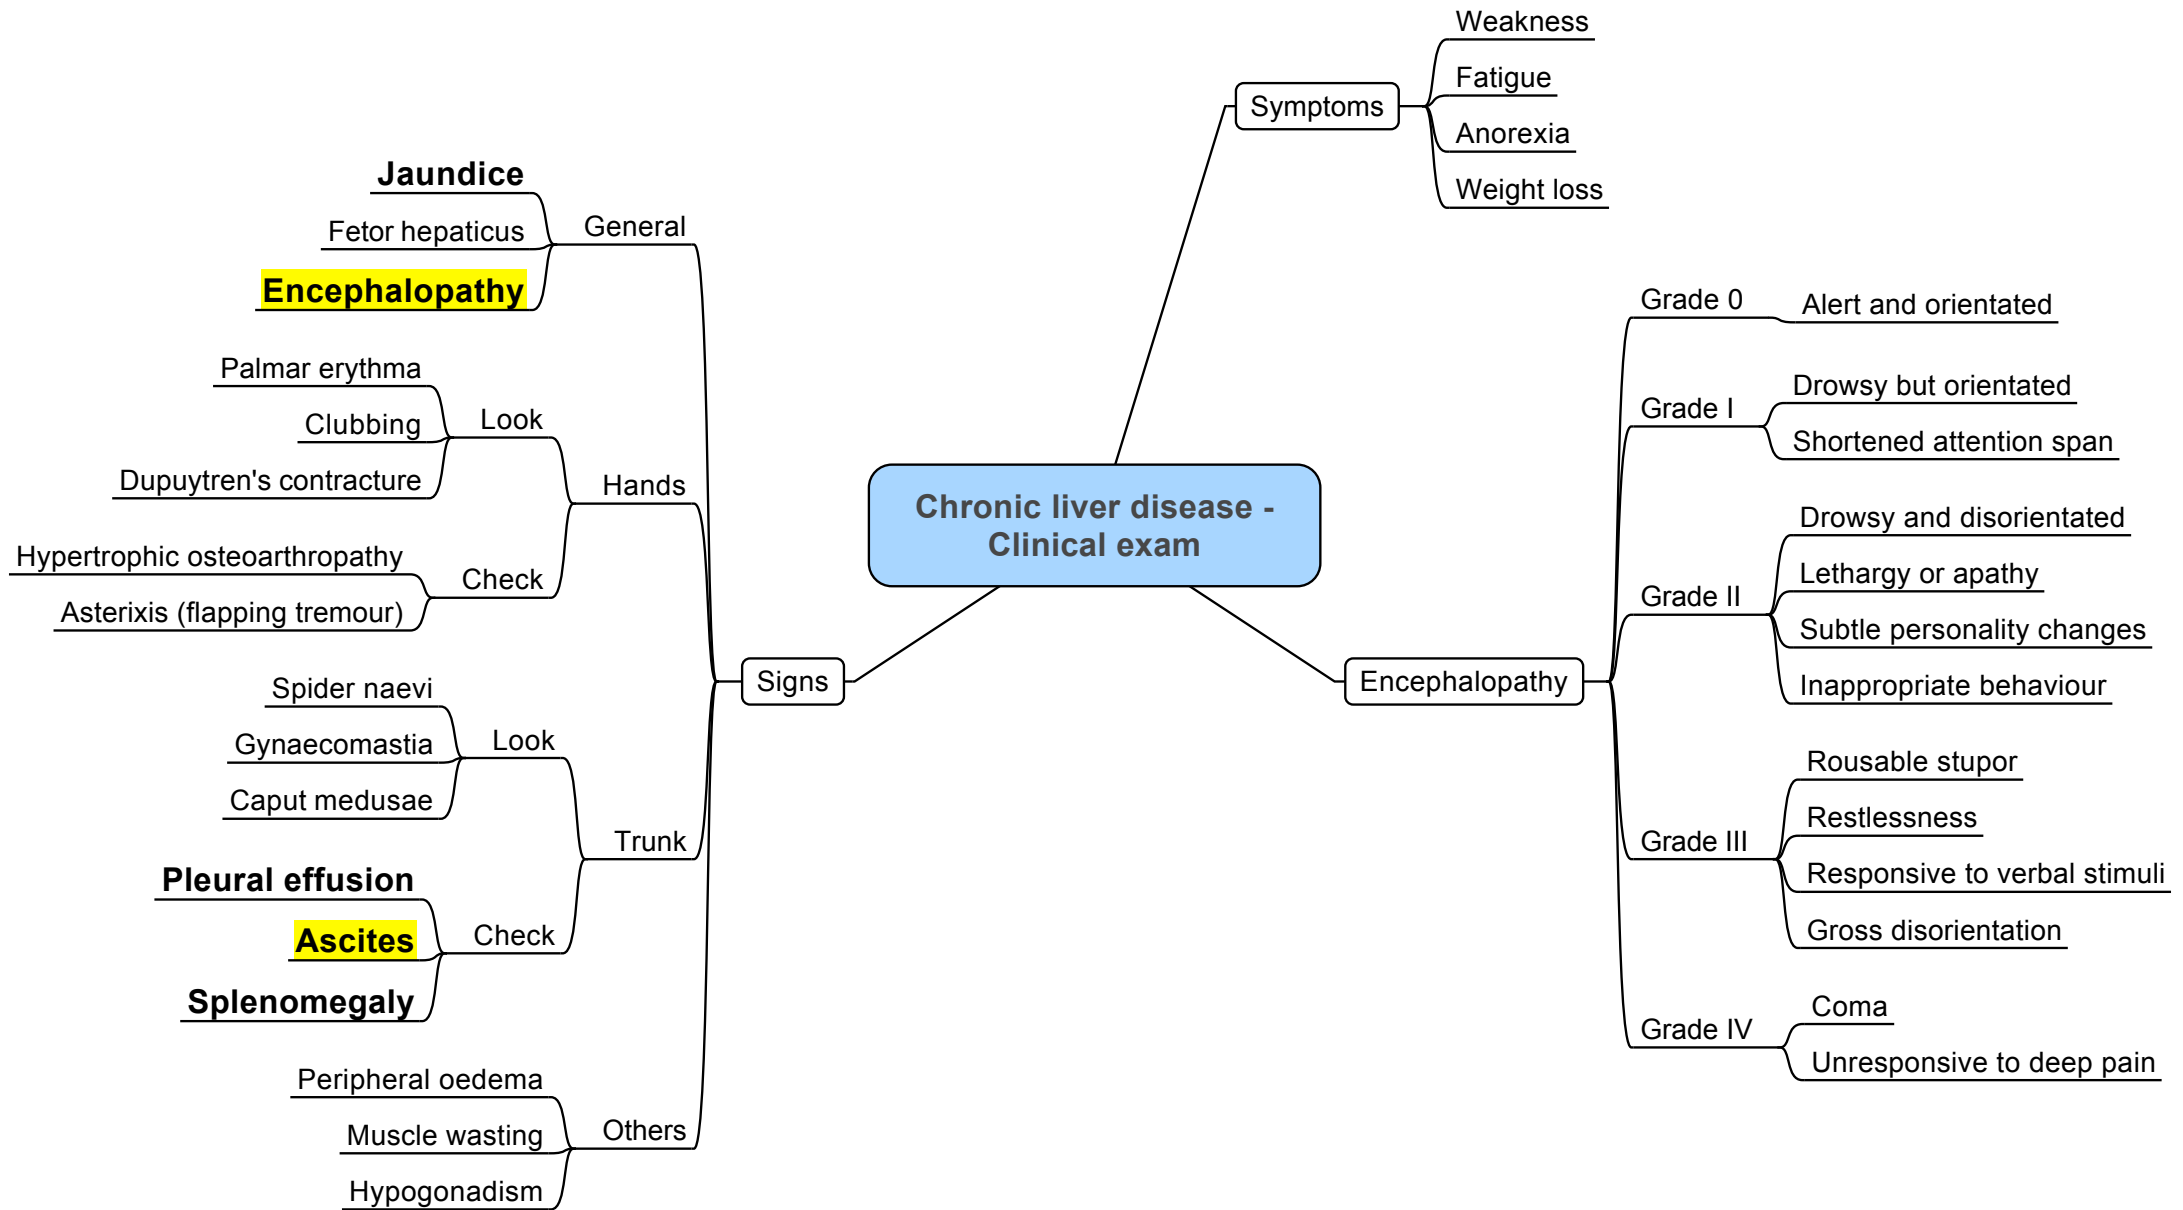 Chronic liver disease -
Clinical exam
Symptoms
Weakness
Fatigue
Anorexia
Weight loss
Signs
General
Jaundice
Fetor hepaticus
Encephalopathy
Hands
Look
Palmar erythma
Clubbing
Dupuytren's contracture
Check
Hypertrophic osteoarthropathy
Asterixis (flapping tremour)
Trunk
Look
Spider naevi
Gynaecomastia
Caput medusae
Check
Pleural effusion
Ascites
Splenomegaly
Others
Peripheral oedema
Muscle wasting
Hypogonadism
Encephalopathy
Grade 0
Alert and orientated
Grade I
Drowsy but orientated
Shortened attention span
Grade II
Drowsy and disorientated
Lethargy or apathy
Subtle personality changes
Inappropriate behaviour
Grade III
Rousable stupor
Restlessness
Responsive to verbal stimuli
Gross disorientation
Grade IV
Coma
Unresponsive to deep pain